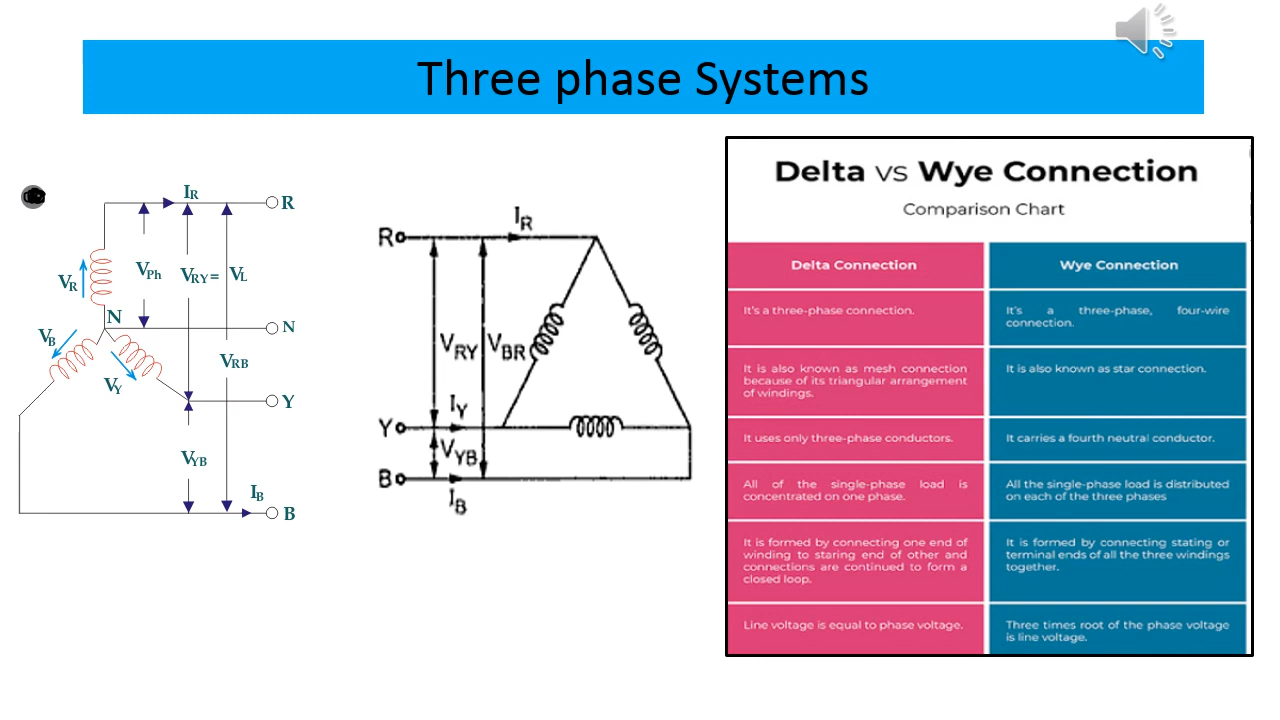 Three phase Systems
IR
R
VPh
VRY =
VL
VR
N
N
VB
VRB
VY
Y
VYB
IB
B
IR
R
VRY
VBR
IY
Y
VYB
B
IB
Delta vs Wye Connection
Comparison Chart
Delta Connection
Wye Connection
It's a three-phase connection.
It's a three-phase, four-wire
connection.
It is also known as mesh connection
because of its triangular arrangement
of windings.
It is also known as star connection.
It uses only three-phase conductors.
It carries a fourth neutral conductor.
All of the single-phase load is
concentrated on one phase.
All the single-phase load is distributed
on each of the three phases
It is formed by connecting one end of
winding to staring end of other and
connections are continued to form a
closed loop.
It is formed by connecting stating or
terminal ends of all the three windings
together.
Line voltage is equal to phase voltage.
Three times root of the phase voltage
is line voltage.